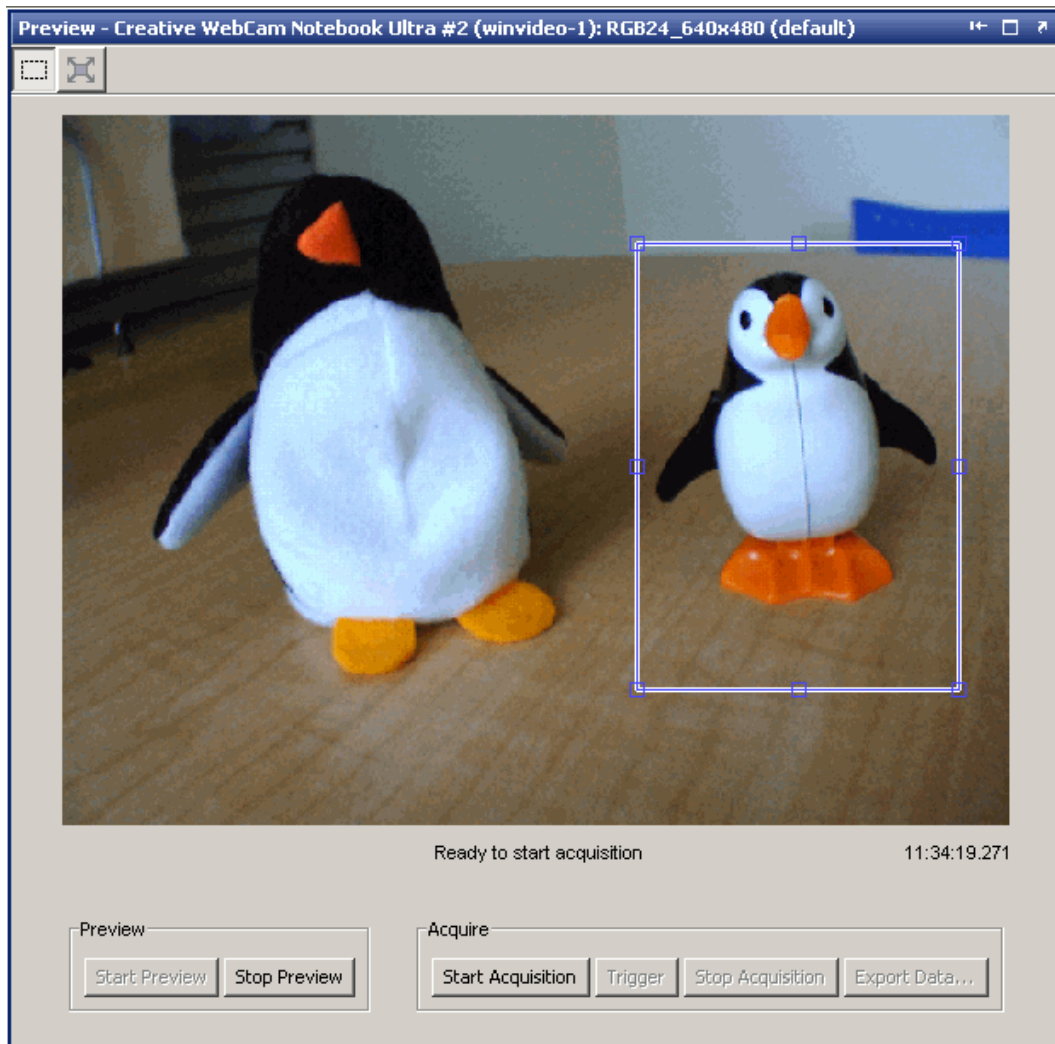 Preview - Creative WebCam Notebook Ultra #2 (winvideo-1): RGB24_640x480 (default)
Ready to start acquisition 11:34:19.271
Preview Acquire
Start Preview Stop Preview Start Acquisition Trigger Stop Acquisition Export Data...